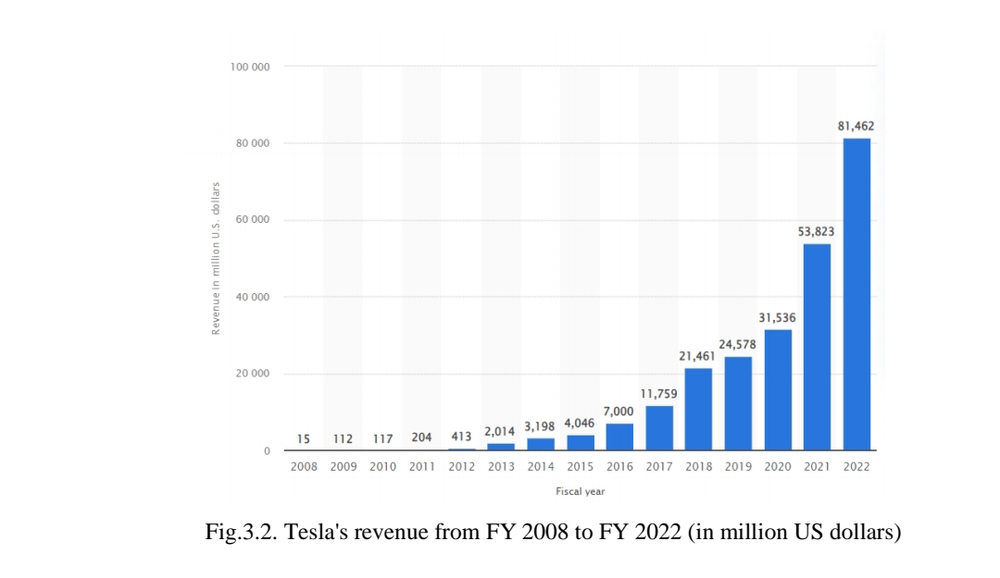 100 000
80 000
60 000
40 000
20 000
0
Revenue in million U.S. dollars
15 112 117 204 413 2,014 3,198 4,046 7,000 11,759 21,461 24,578 31,536 53,823 81,462
2008 2009 2010 2011 2012 2013 2014 2015 2016 2017 2018 2019 2020 2021 2022
Fiscal year
Fig.3.2. Tesla's revenue from FY 2008 to FY 2022 (in million US dollars)